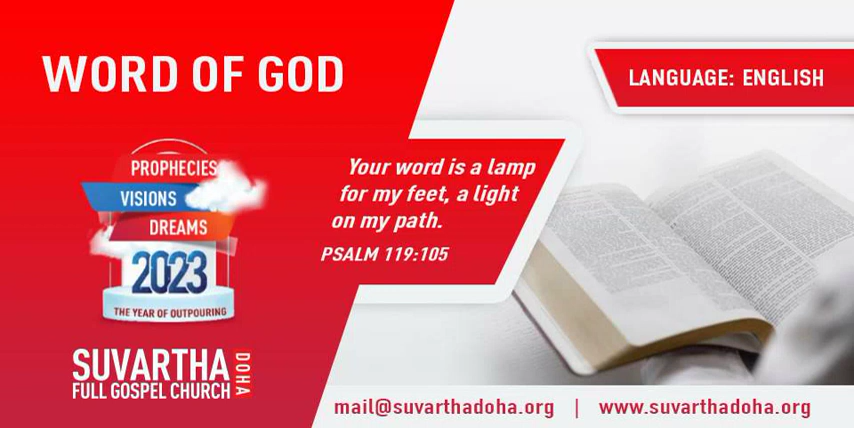 WORD OF GOD
LANGUAGE: ENGLISH
PROPHECIES
VISIONS
DREAMS
2023
THE YEAR OF OUTPOURING
Your word is a lamp
for my feet, a light
on my path.
PSALM 119:105
SUVARTHA
DOHA
FULL GOSPEL CHURCH
mail@suvarthadoha.org | www.suvarthadoha.org